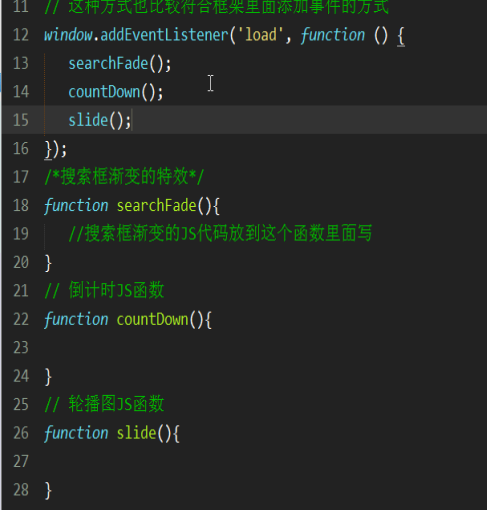 11 // 这种方式也比较符合框架里面添加事件的方式
12 window.addEventListener('load', function () {
13 searchFade();
14 countDown();
15 slide();
16 });
17 /*搜索框渐变的特效*/
18 function searchFade(){
19 //搜索框渐变的JS代码放到这个函数里面写
20 }
21 // 倒计时JS函数
22 function countDown(){
23
24 }
25 // 轮播图JS函数
26 function slide(){
27
28 }